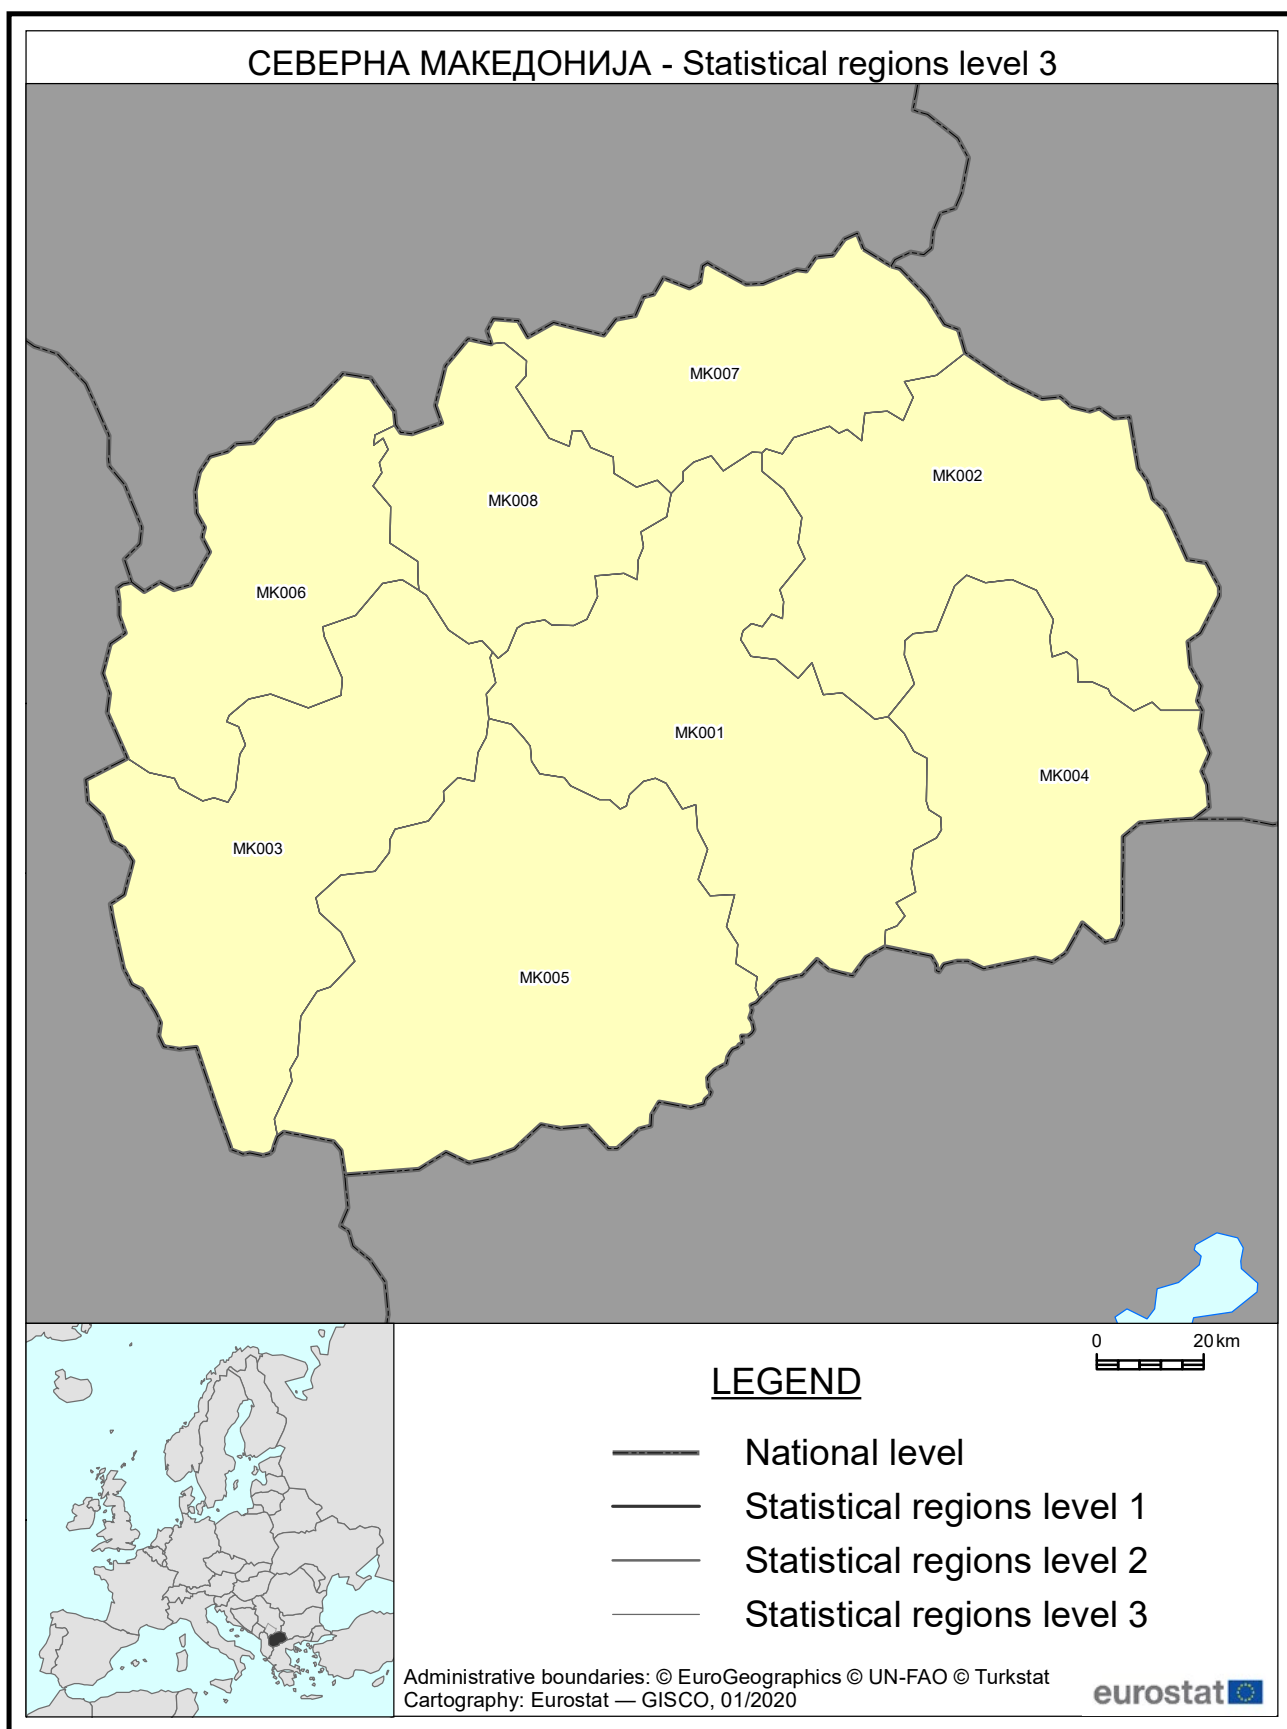 СЕВЕРНА МАКЕДОНИЈА - Statistical regions level 3
MK007
MK002
MK008
MK006
MK001
MK004
MK003
MK005
0 20 km
LEGEND
National level
Statistical regions level 1
Statistical regions level 2
Statistical regions level 3
Administrative boundaries: © EuroGeographics © UN-FAO © Turkstat
Cartography: Eurostat — GISCO, 01/2020
eurostat